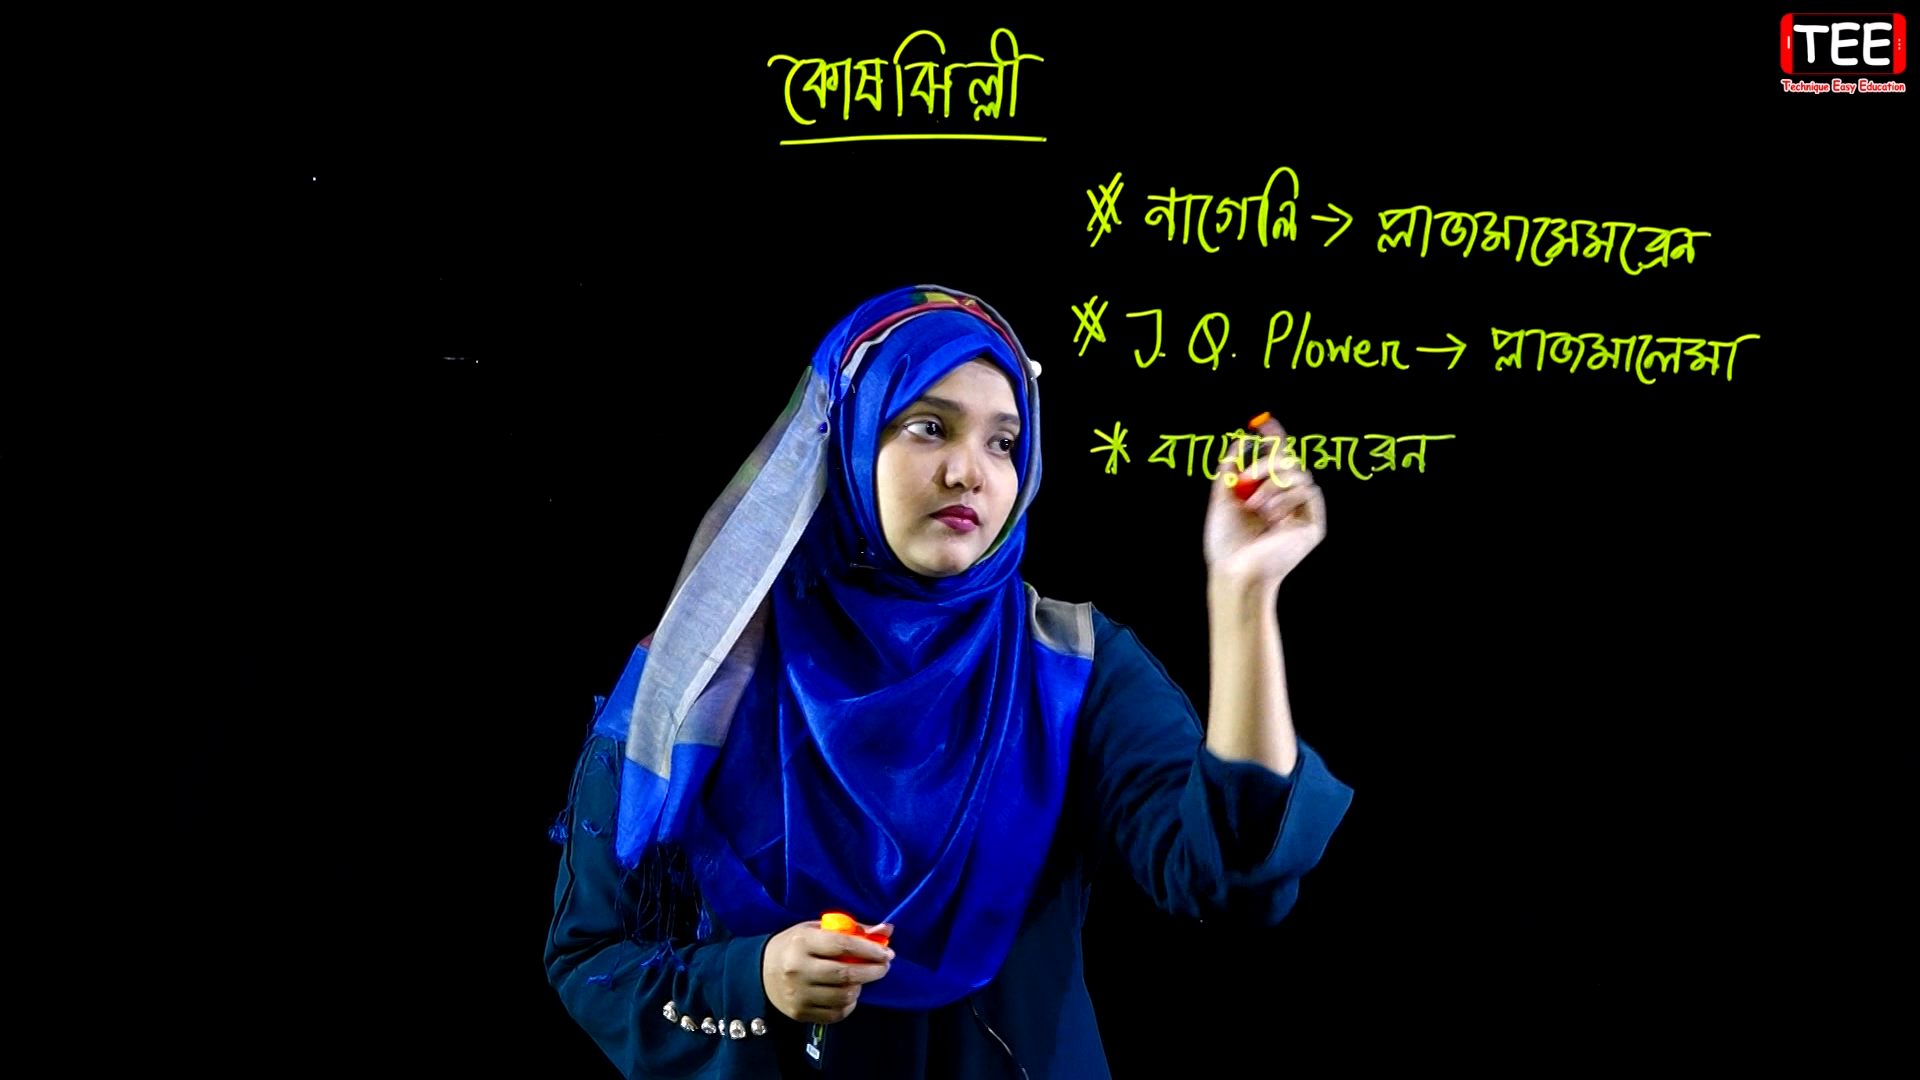 TEE
Technique Easy Education
কোষঝিল্লী
* নাগেলি → প্লাজমামেমব্রেন
* J. Q. Plower → প্লাজমালেমা
* বায়োমেমব্রেন